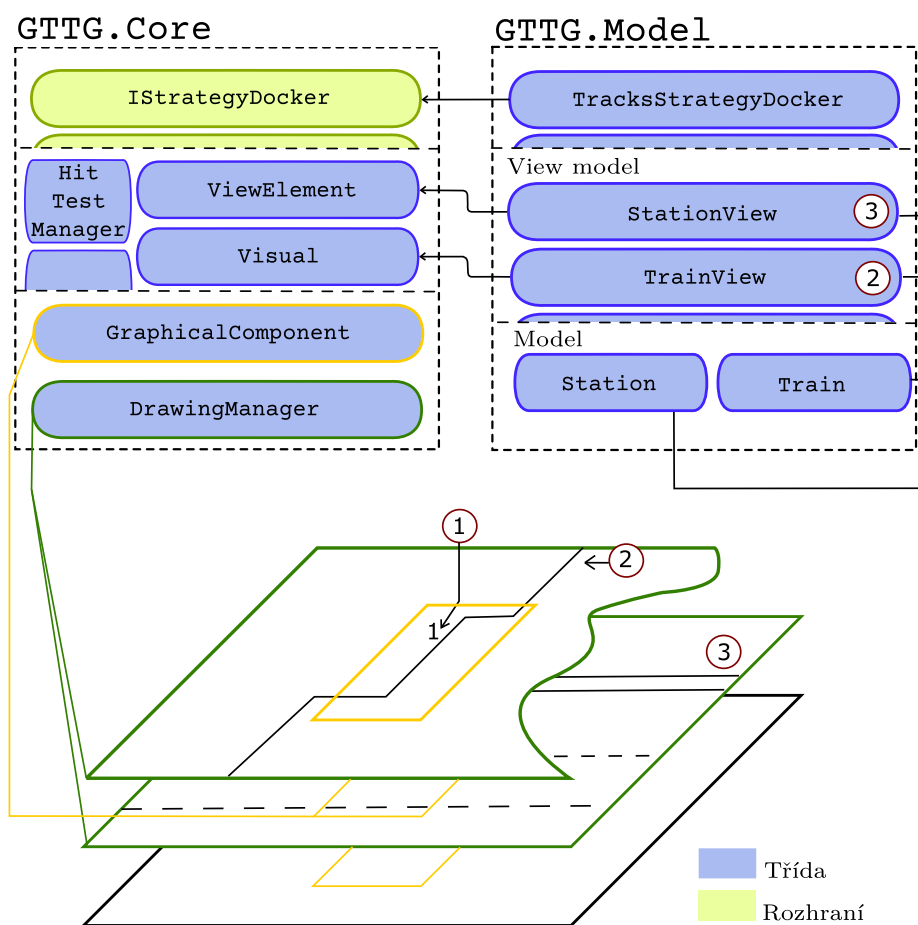 GTTG.Core
IStrategyDocker
Hit
Test
Manager
ViewElement
Visual
GraphicalComponent
DrawingManager
GTTG.Model
TracksStrategyDocker
View model
StationView
3
TrainView
2
Model
Station
Train
1
2
1
3
Třída
Rozhraní